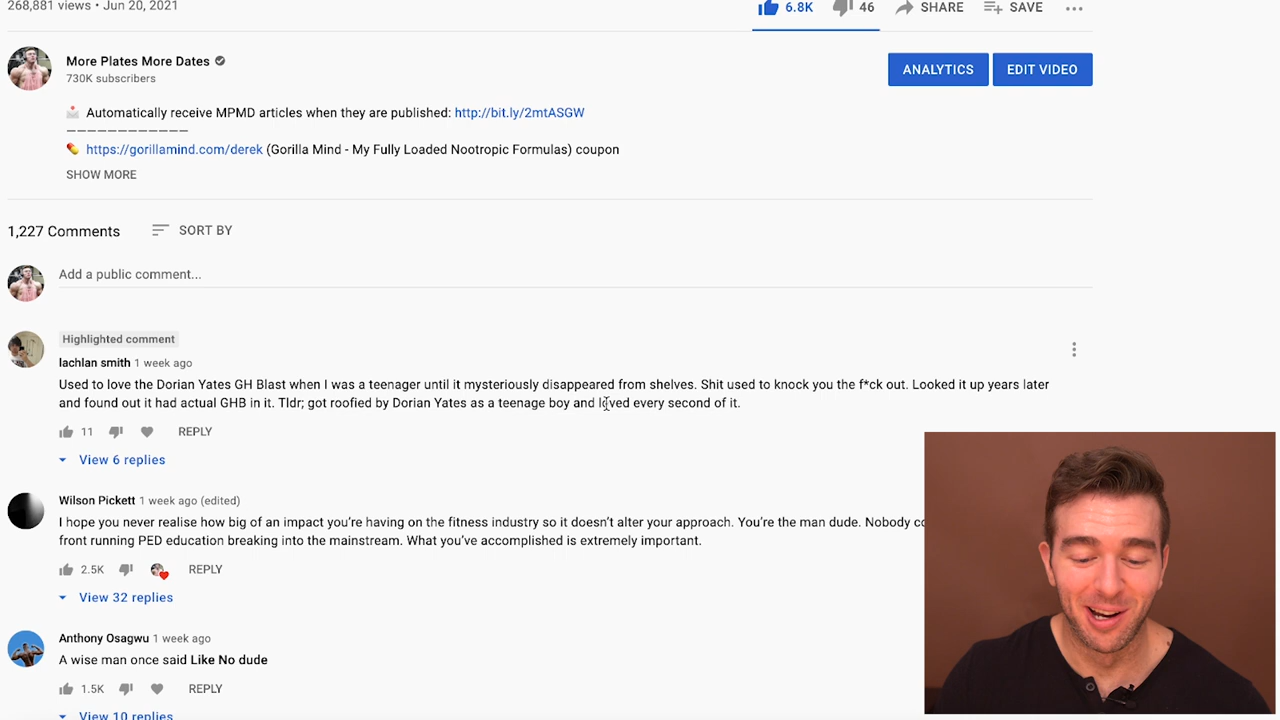 268,881 views • Jun 20, 2021
6.8K 46 SHARE SAVE
More Plates More Dates
730K subscribers
ANALYTICS EDIT VIDEO
Automatically receive MPMD articles when they are published: http://bit.ly/2mtASGW
————————————
https://gorillamind.com/derek (Gorilla Mind - My Fully Loaded Nootropic Formulas) coupon
SHOW MORE
1,227 Comments SORT BY
Add a public comment...
Highlighted comment
lachlan smith 1 week ago
Used to love the Dorian Yates GH Blast when I was a teenager until it mysteriously disappeared from shelves. Shit used to knock you the f*ck out. Looked it up years later
and found out it had actual GHB in it. Tldr; got roofied by Dorian Yates as a teenage boy and loved every second of it.
11 REPLY
View 6 replies
Wilson Pickett 1 week ago (edited)
I hope you never realise how big of an impact you're having on the fitness industry so it doesn't alter your approach. You're the man dude. Nobody
front running PED education breaking into the mainstream. What you've accomplished is extremely important.
2.5K REPLY
View 32 replies
Anthony Osagwu 1 week ago
A wise man once said Like No dude
1.5K REPLY
View 10 replies